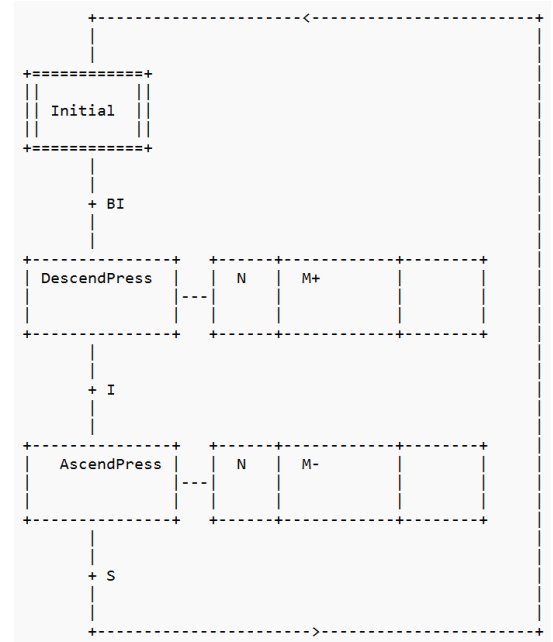 Initial
BI
DescendPress N M+
I
AscendPress N M-
S